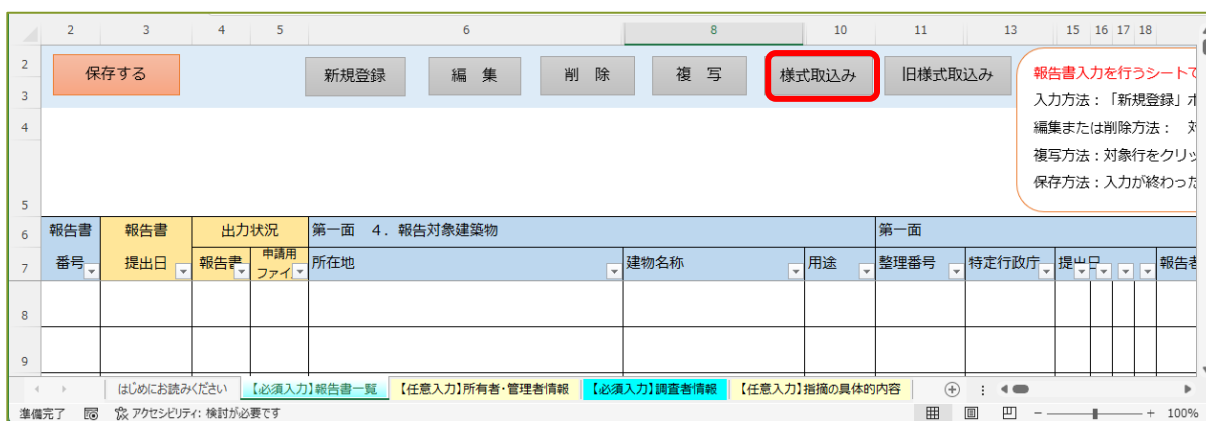 2 3 4 5 6 8 10 11 13 15 16 17 18
2
3
4
5
6
7
8
9
保存する
新規登録
編 集
削 除
複 写
様式取込み
旧様式取込み
報告書入力を行うシートで
入力方法：「新規登録」ボ
編集または削除方法： 対
複写方法：対象行をクリッ
保存方法：入力が終わった
報告書 報告書 出力状況 第一面 4．報告対象建築物 第一面
番号 提出日 報告書 申請用 所在地 建物名称 用途 整理番号 特定行政庁 提出日 報告者
ファイ
はじめにお読みください 【必須入力】報告書一覧 【任意入力】所有者・管理者情報 【必須入力】調査者情報 【任意入力】指摘の具体的内容
準備完了 アクセシビリティ: 検討が必要です 100%